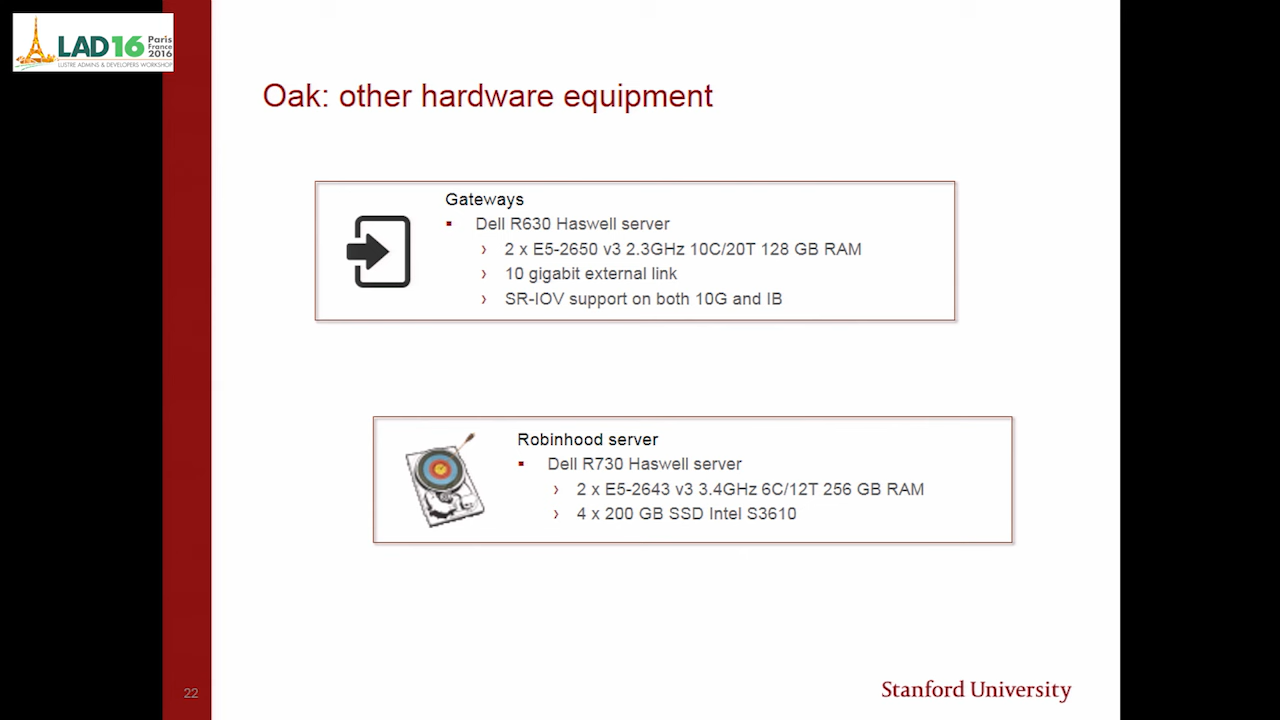 LAD16 Paris France 2016
LUSTRE ADMINS & DEVELOPERS WORKSHOP
Oak: other hardware equipment
Gateways
Dell R630 Haswell server
2 x E5-2650 v3 2.3GHz 10C/20T 128 GB RAM
10 gigabit external link
SR-IOV support on both 10G and IB
Robinhood server
Dell R730 Haswell server
2 x E5-2643 v3 3.4GHz 6C/12T 256 GB RAM
4 x 200 GB SSD Intel S3610
22
Stanford University